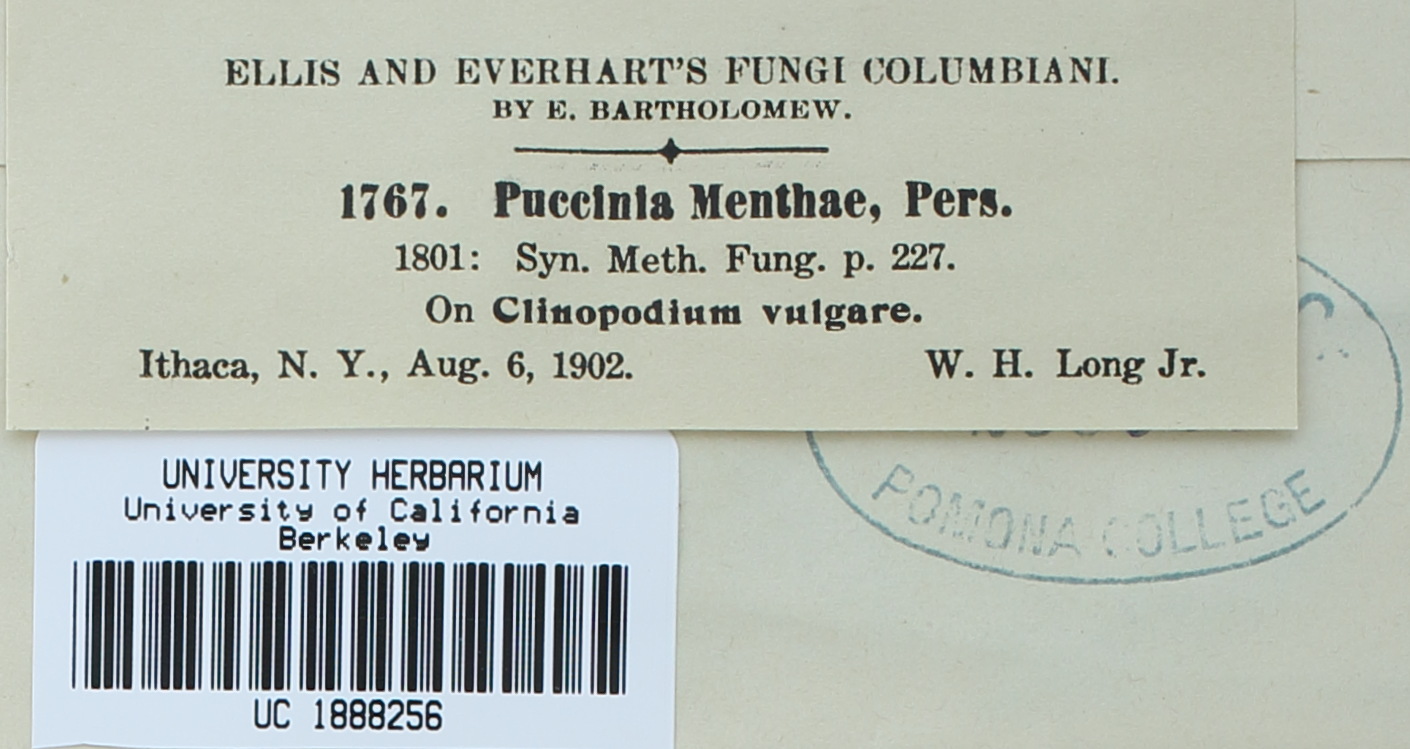 ELLIS AND EVERHART'S FUNGI COLUMBIANI.
BY E. BARTHOLOMEW.
1767. Puccinia Menthae, Pers.
1801: Syn. Meth. Fung. p. 227.
On Clinopodium vulgare.
Ithaca, N. Y., Aug. 6, 1902. W. H. Long Jr.
POMONA COLLEGE
UNIVERSITY HERBARIUM
University of California
Berkeley
UC 1888256